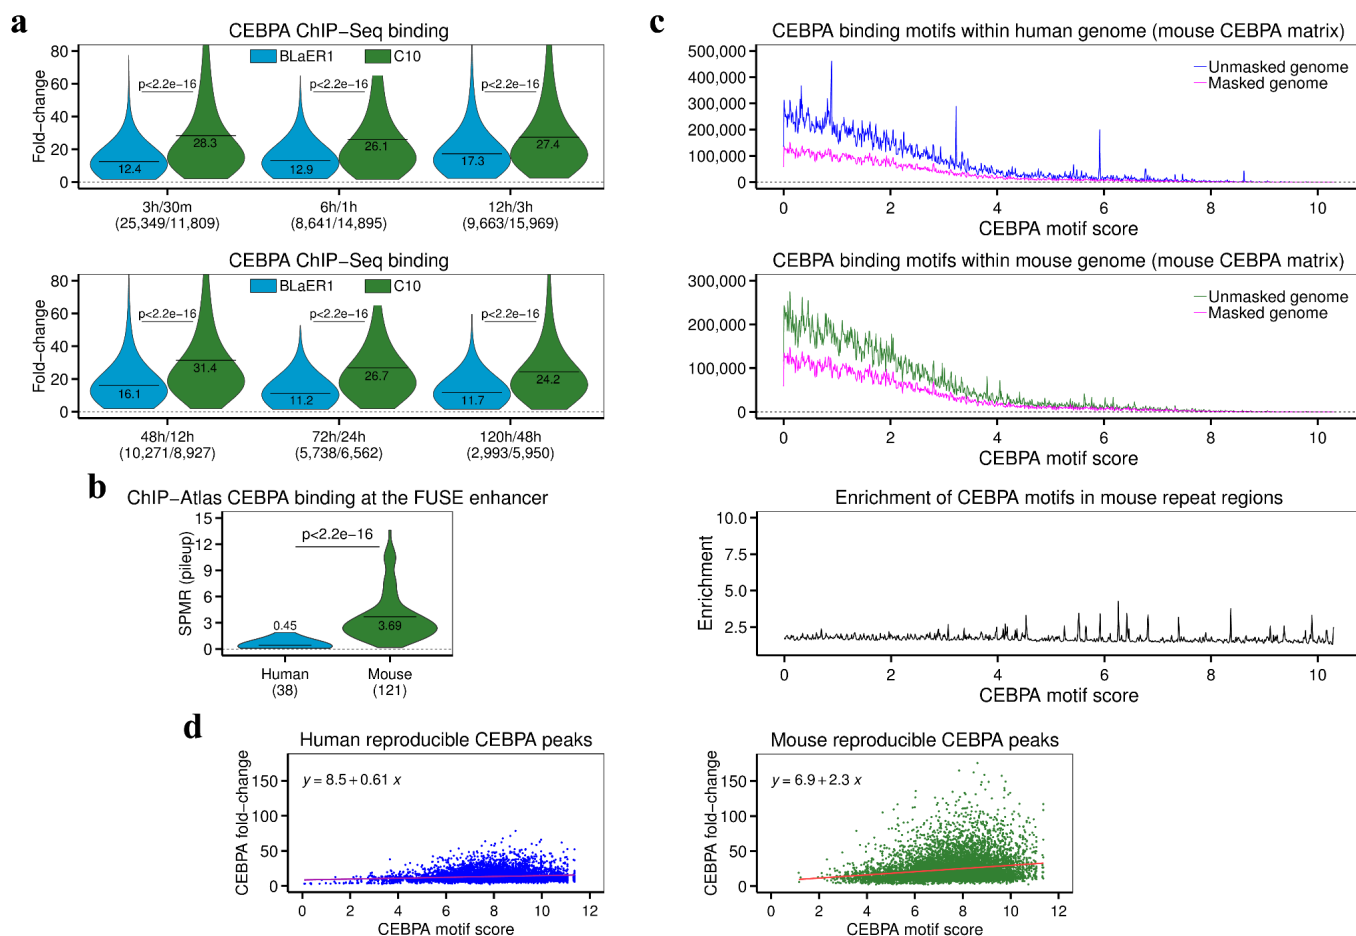 a
CEBPA ChIP−Seq binding
BLaER1
C10
Fold−change
80
60
40
20
0
p<2.2e−16
p<2.2e−16
p<2.2e−16
12.4
28.3
12.9
26.1
17.3
27.4
3h/30m
(25,349/11,809)
6h/1h
(8,641/14,895)
12h/3h
(9,663/15,969)
CEBPA ChIP−Seq binding
BLaER1
C10
Fold−change
80
60
40
20
0
p<2.2e−16
p<2.2e−16
p<2.2e−16
16.1
31.4
11.2
26.7
11.7
24.2
48h/12h
(10,271/8,927)
72h/24h
(5,738/6,562)
120h/48h
(2,993/5,950)
b
ChIP−Atlas CEBPA binding at the FUSE enhancer
SPMR (pileup)
15
12
9
6
3
0
p<2.2e−16
0.45
3.69
Human
(38)
Mouse
(121)
c
CEBPA binding motifs within human genome (mouse CEBPA matrix)
500,000
400,000
300,000
200,000
100,000
0
Unmasked genome
Masked genome
0 2 4 6 8 10
CEBPA motif score
CEBPA binding motifs within mouse genome (mouse CEBPA matrix)
300,000
200,000
100,000
0
Unmasked genome
Masked genome
0 2 4 6 8 10
CEBPA motif score
Enrichment of CEBPA motifs in mouse repeat regions
Enrichment
10.0
7.5
5.0
2.5
0 2 4 6 8 10
CEBPA motif score
d
Human reproducible CEBPA peaks
CEBPA fold−change
150
100
50
0
y = 8.5 + 0.61 x
0 2 4 6 8 10 12
CEBPA motif score
Mouse reproducible CEBPA peaks
CEBPA fold−change
150
100
50
0
y = 6.9 + 2.3 x
0 2 4 6 8 10 12
CEBPA motif score